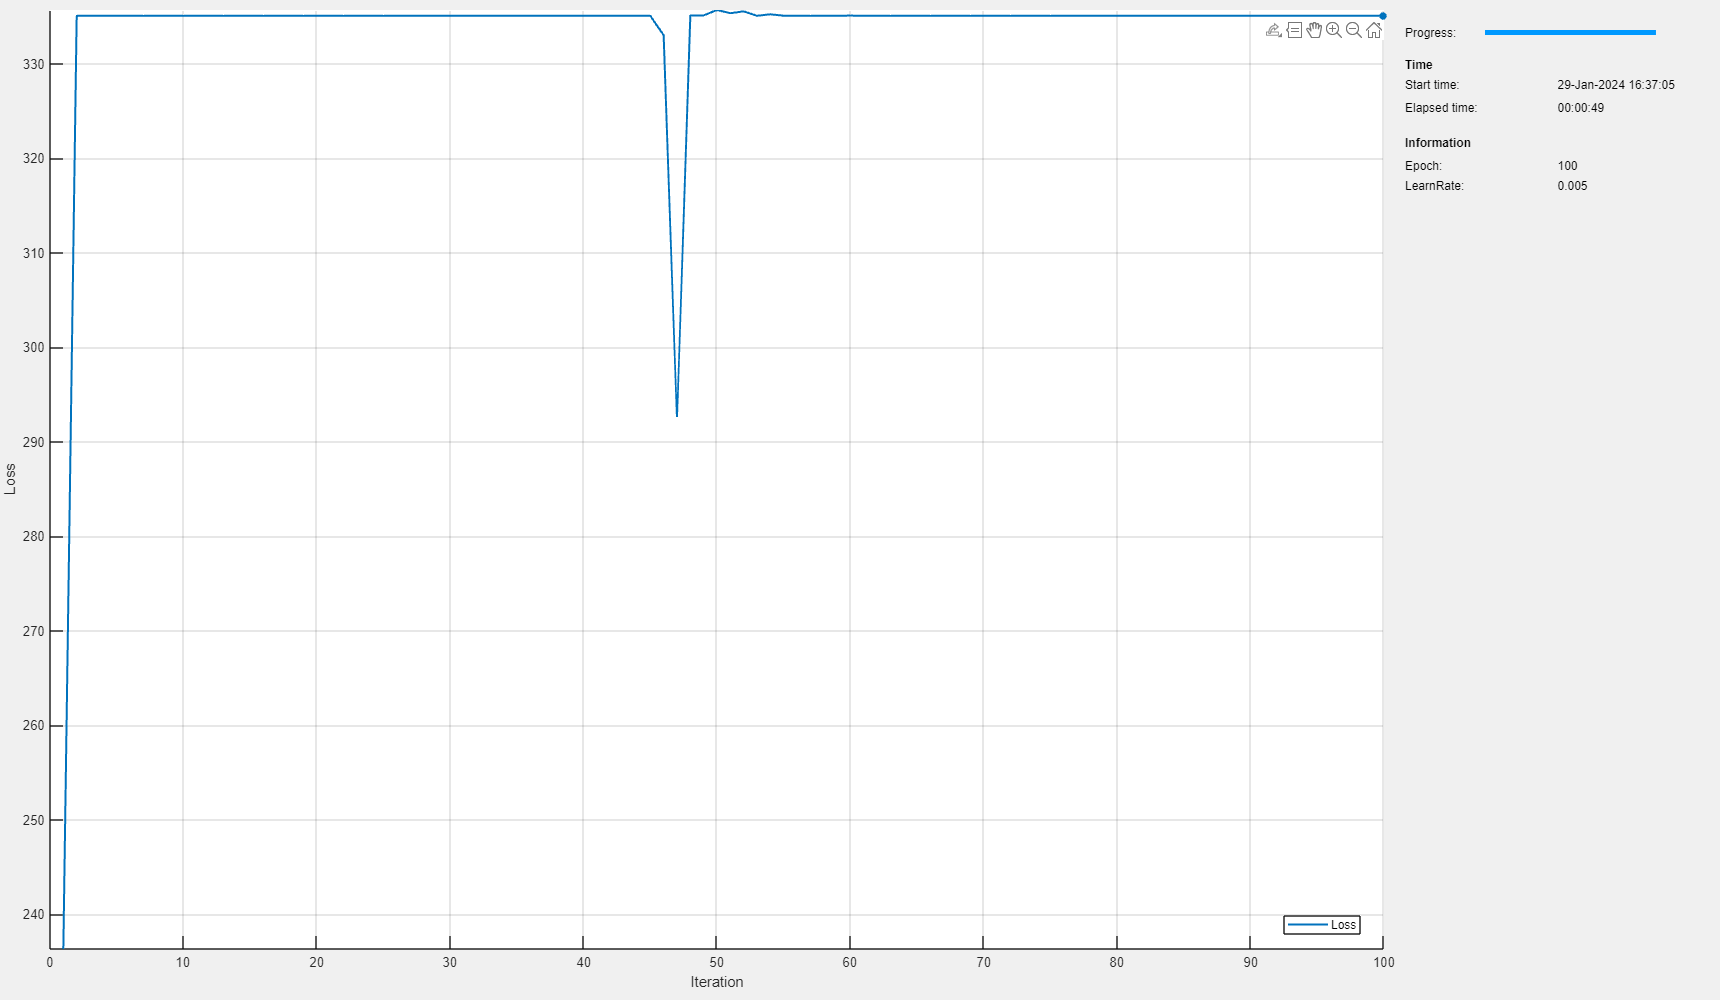 330
320
310
300
290
280
270
260
250
240
Loss
0 10 20 30 40 50 60 70 80 90 100
Iteration
Loss
Progress:
Time
Start time: 29-Jan-2024 16:37:05
Elapsed time: 00:00:49
Information
Epoch: 100
LearnRate: 0.005